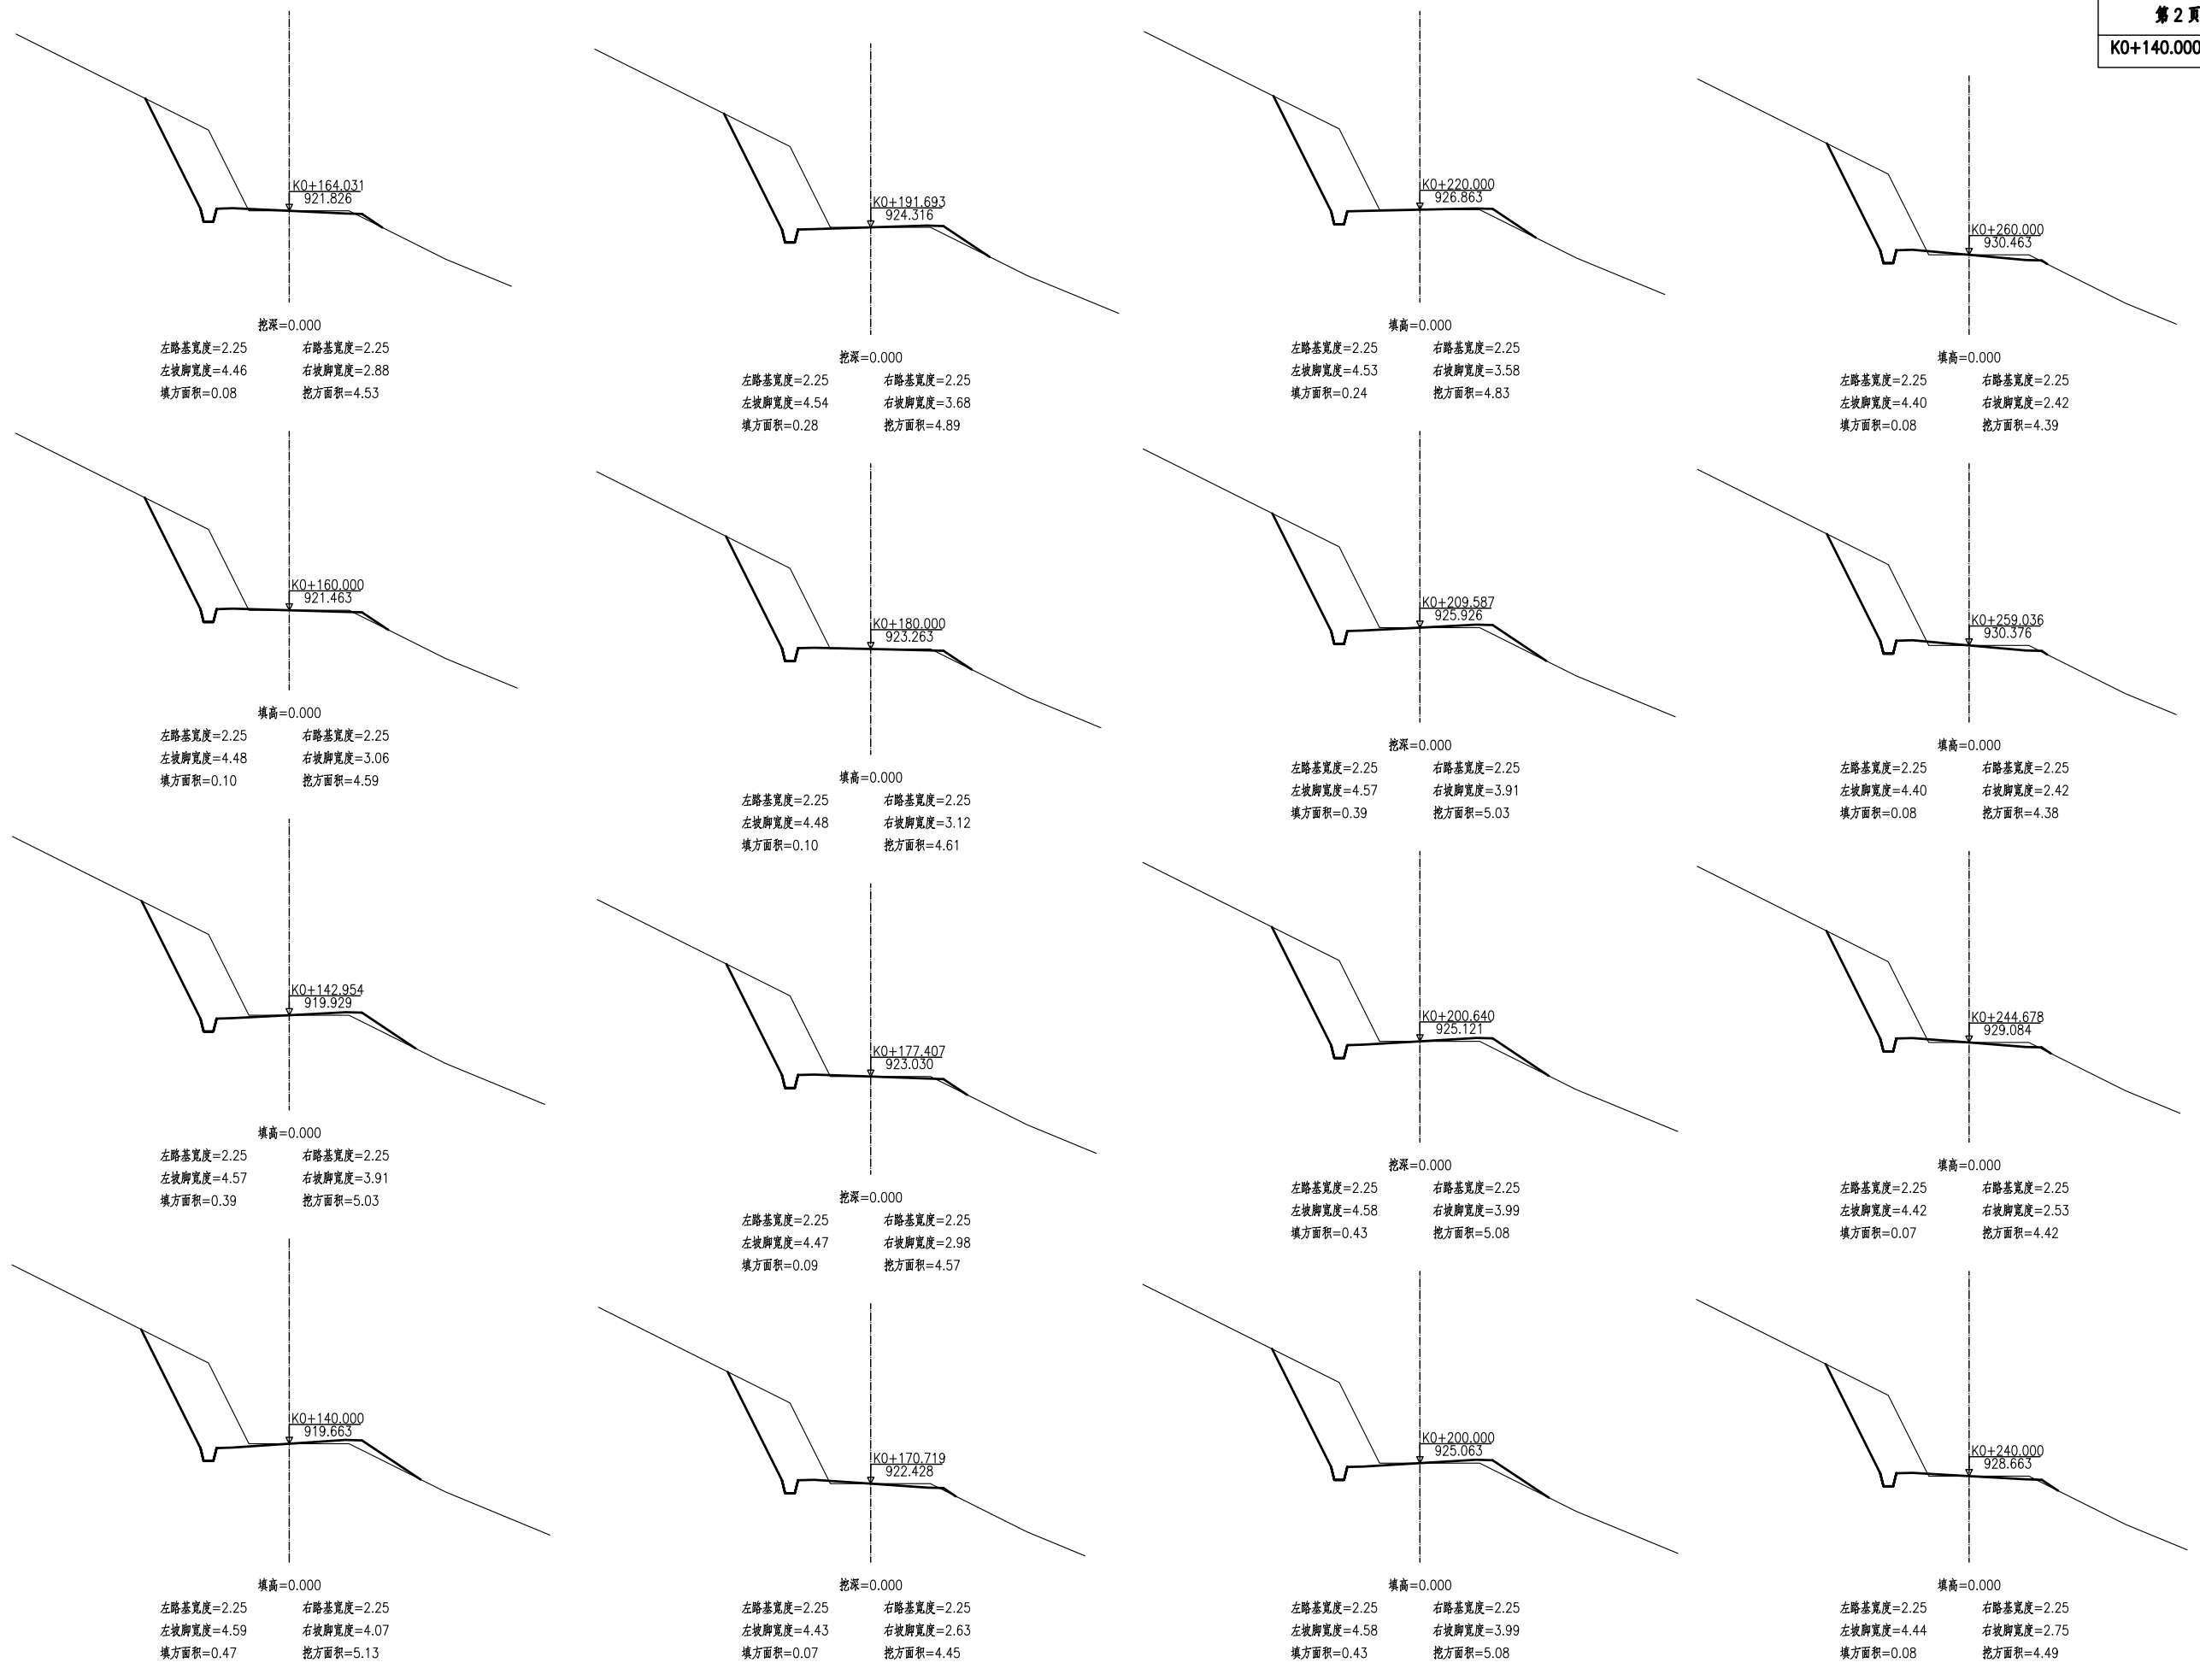 第 2 页
K0+140.000
K0+164.031
921.826
挖深=0.000
左路基宽度=2.25 右路基宽度=2.25
左坡脚宽度=4.46 右坡脚宽度=2.88
填方面积=0.08 挖方面积=4.53
K0+191.693
924.316
挖深=0.000
左路基宽度=2.25 右路基宽度=2.25
左坡脚宽度=4.54 右坡脚宽度=3.68
填方面积=0.28 挖方面积=4.89
K0+220.000
926.863
填高=0.000
左路基宽度=2.25 右路基宽度=2.25
左坡脚宽度=4.53 右坡脚宽度=3.58
填方面积=0.24 挖方面积=4.83
K0+260.000
930.463
填高=0.000
左路基宽度=2.25 右路基宽度=2.25
左坡脚宽度=4.40 右坡脚宽度=2.42
填方面积=0.08 挖方面积=4.39
K0+160.000
921.463
填高=0.000
左路基宽度=2.25 右路基宽度=2.25
左坡脚宽度=4.48 右坡脚宽度=3.06
填方面积=0.10 挖方面积=4.59
K0+180.000
923.263
填高=0.000
左路基宽度=2.25 右路基宽度=2.25
左坡脚宽度=4.48 右坡脚宽度=3.12
填方面积=0.10 挖方面积=4.61
K0+209.587
925.926
挖深=0.000
左路基宽度=2.25 右路基宽度=2.25
左坡脚宽度=4.57 右坡脚宽度=3.91
填方面积=0.39 挖方面积=5.03
K0+259.036
930.376
填高=0.000
左路基宽度=2.25 右路基宽度=2.25
左坡脚宽度=4.40 右坡脚宽度=2.42
填方面积=0.08 挖方面积=4.38
K0+142.954
919.929
填高=0.000
左路基宽度=2.25 右路基宽度=2.25
左坡脚宽度=4.57 右坡脚宽度=3.91
填方面积=0.39 挖方面积=5.03
K0+177.407
923.030
挖深=0.000
左路基宽度=2.25 右路基宽度=2.25
左坡脚宽度=4.47 右坡脚宽度=2.98
填方面积=0.09 挖方面积=4.57
K0+200.640
925.121
挖深=0.000
左路基宽度=2.25 右路基宽度=2.25
左坡脚宽度=4.58 右坡脚宽度=3.99
填方面积=0.43 挖方面积=5.08
K0+244.678
929.084
填高=0.000
左路基宽度=2.25 右路基宽度=2.25
左坡脚宽度=4.42 右坡脚宽度=2.53
填方面积=0.07 挖方面积=4.42
K0+140.000
919.663
填高=0.000
左路基宽度=2.25 右路基宽度=2.25
左坡脚宽度=4.59 右坡脚宽度=4.07
填方面积=0.47 挖方面积=5.13
K0+170.719
922.428
挖深=0.000
左路基宽度=2.25 右路基宽度=2.25
左坡脚宽度=4.43 右坡脚宽度=2.63
填方面积=0.07 挖方面积=4.45
K0+200.000
925.063
填高=0.000
左路基宽度=2.25 右路基宽度=2.25
左坡脚宽度=4.58 右坡脚宽度=3.99
填方面积=0.43 挖方面积=5.08
K0+240.000
928.663
填高=0.000
左路基宽度=2.25 右路基宽度=2.25
左坡脚宽度=4.44 右坡脚宽度=2.75
填方面积=0.08 挖方面积=4.49